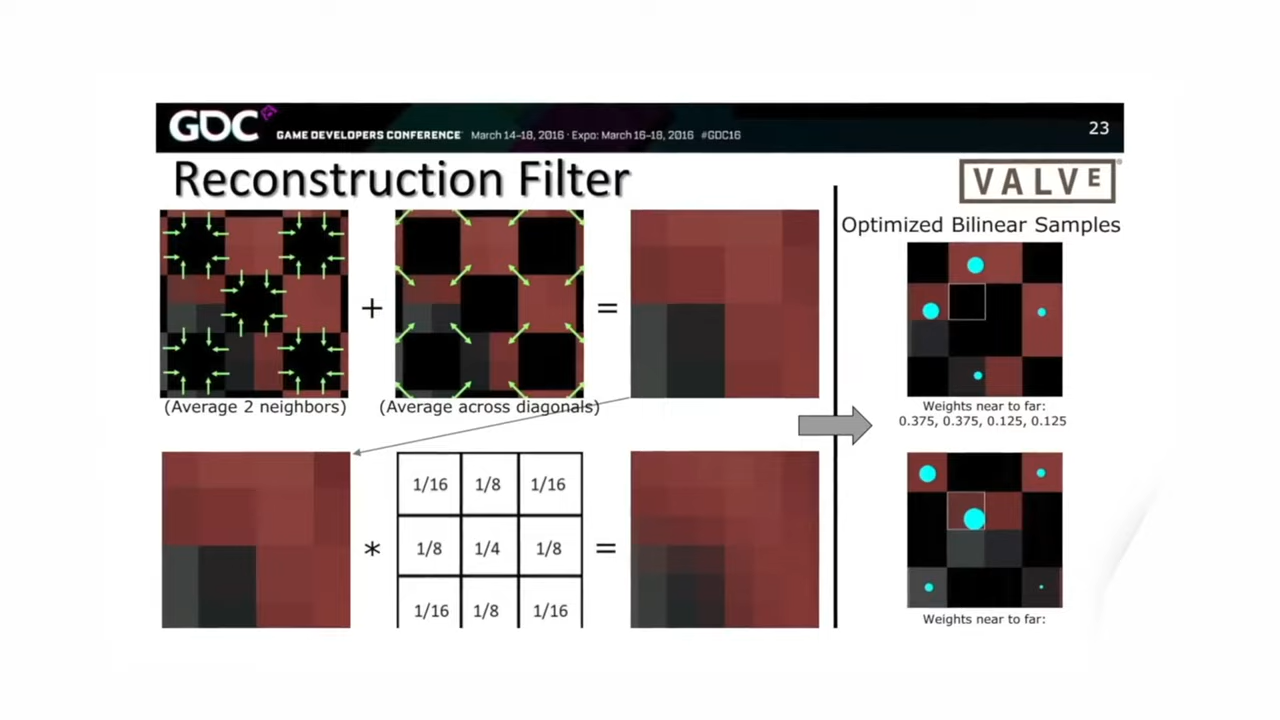 GDC GAME DEVELOPERS CONFERENCE March 14-18, 2016 · Expo: March 16-18, 2016 #GDC16 23
Reconstruction Filter
VALVE
Optimized Bilinear Samples
+
=
(Average 2 neighbors)
(Average across diagonals)
Weights near to far:
0.375, 0.375, 0.125, 0.125
*
1/16 1/8 1/16
1/8 1/4 1/8
1/16 1/8 1/16
=
Weights near to far: